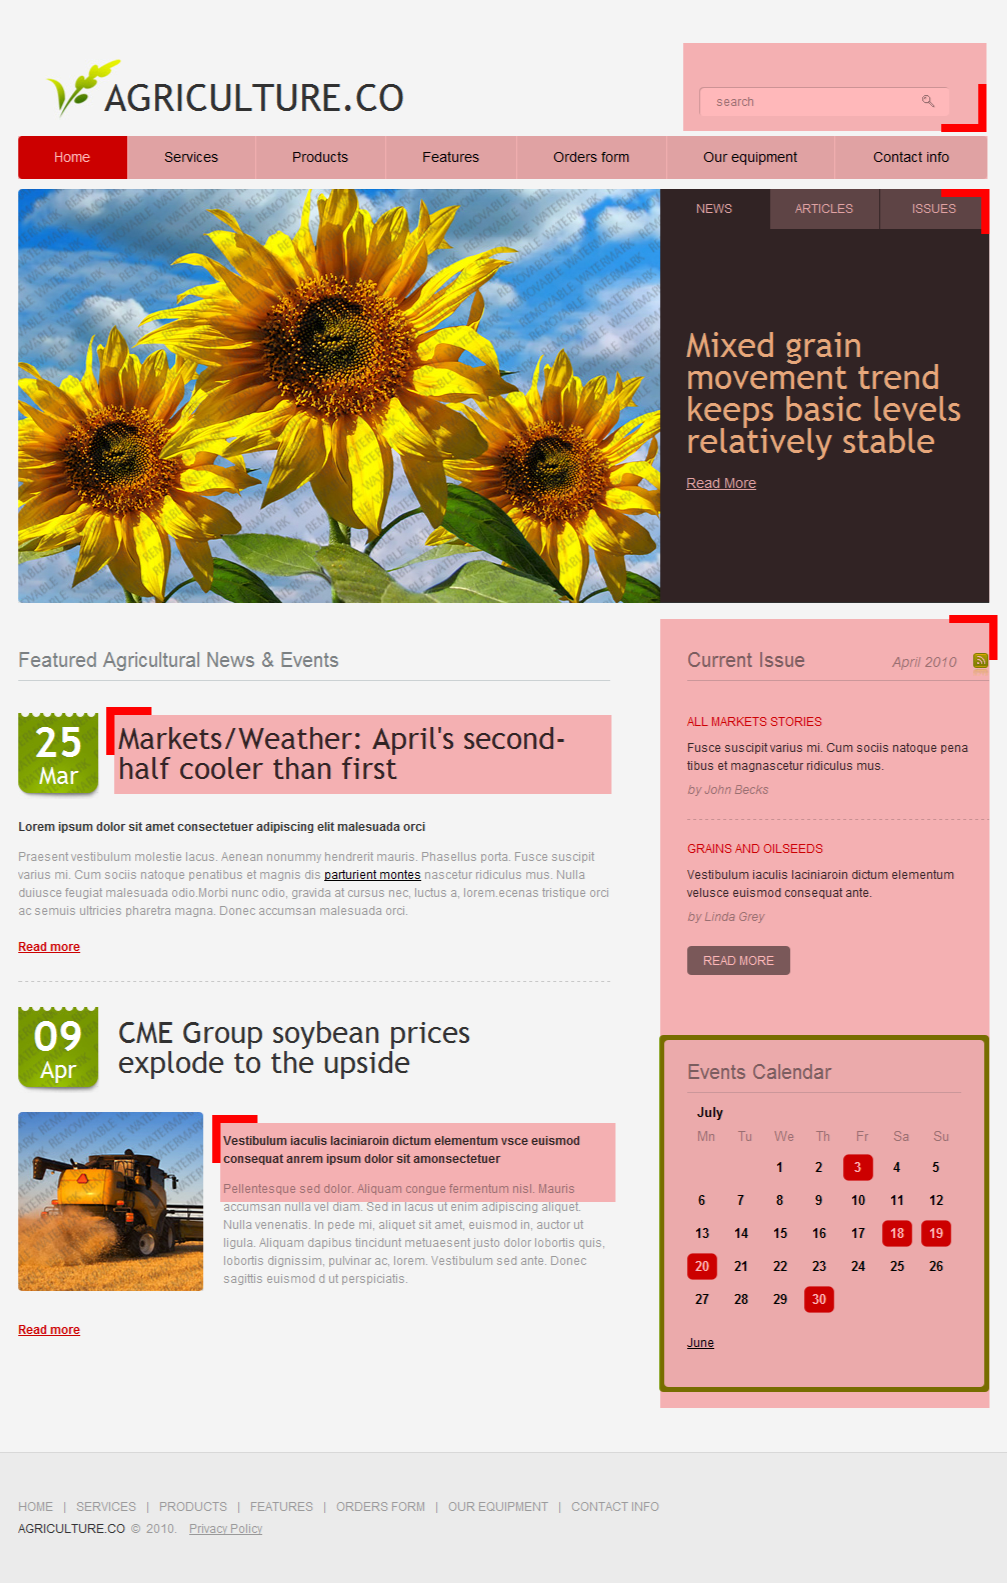 AGRICULTURE.CO
search
Home Services Products Features Orders form Our equipment Contact info
NEWS ARTICLES ISSUES
Mixed grain
movement trend
keeps basic levels
relatively stable
Read More
Featured Agricultural News & Events
25
Mar
Markets/Weather: April's second-
half cooler than first
Lorem ipsum dolor sit amet consectetuer adipiscing elit malesuada orci
Praesent vestibulum molestie lacus. Aenean nonummy hendrerit mauris. Phasellus porta. Fusce suscipit
varius mi. Cum sociis natoque penatibus et magnis dis parturient montes nascetur ridiculus mus. Nulla
duiusce feugiat malesuada odio.Morbi nunc odio, gravida at cursus nec, luctus a, lorem.ecenas tristique orci
ac semuis ultricies pharetra magna. Donec accumsan malesuada orci.
Read more
09
Apr
CME Group soybean prices
explode to the upside
Vestibulum iaculis laciniaroin dictum elementum vsce euismod
consequat anrem ipsum dolor sit amonsectetuer
Pellentesque sed dolor. Aliquam congue fermentum nisl. Mauris
accumsan nulla vel diam. Sed in lacus ut enim adipiscing aliquet.
Nulla venenatis. In pede mi, aliquet sit amet, euismod in, auctor ut
ligula. Aliquam dapibus tincidunt metuaesent justo dolor lobortis quis,
lobortis dignissim, pulvinar ac, lorem. Vestibulum sed ante. Donec
sagittis euismod d ut perspiciatis.
Read more
Current Issue April 2010
ALL MARKETS STORIES
Fusce suscipit varius mi. Cum sociis natoque pena
tibus et magnascetur ridiculus mus.
by John Becks
GRAINS AND OILSEEDS
Vestibulum iaculis laciniaroin dictum elementum
velusce euismod consequat ante.
by Linda Grey
READ MORE
Events Calendar
July
Mn Tu We Th Fr Sa Su
1 2 3 4 5
6 7 8 9 10 11 12
13 14 15 16 17 18 19
20 21 22 23 24 25 26
27 28 29 30
June
HOME | SERVICES | PRODUCTS | FEATURES | ORDERS FORM | OUR EQUIPMENT | CONTACT INFO
AGRICULTURE.CO © 2010. Privacy Policy